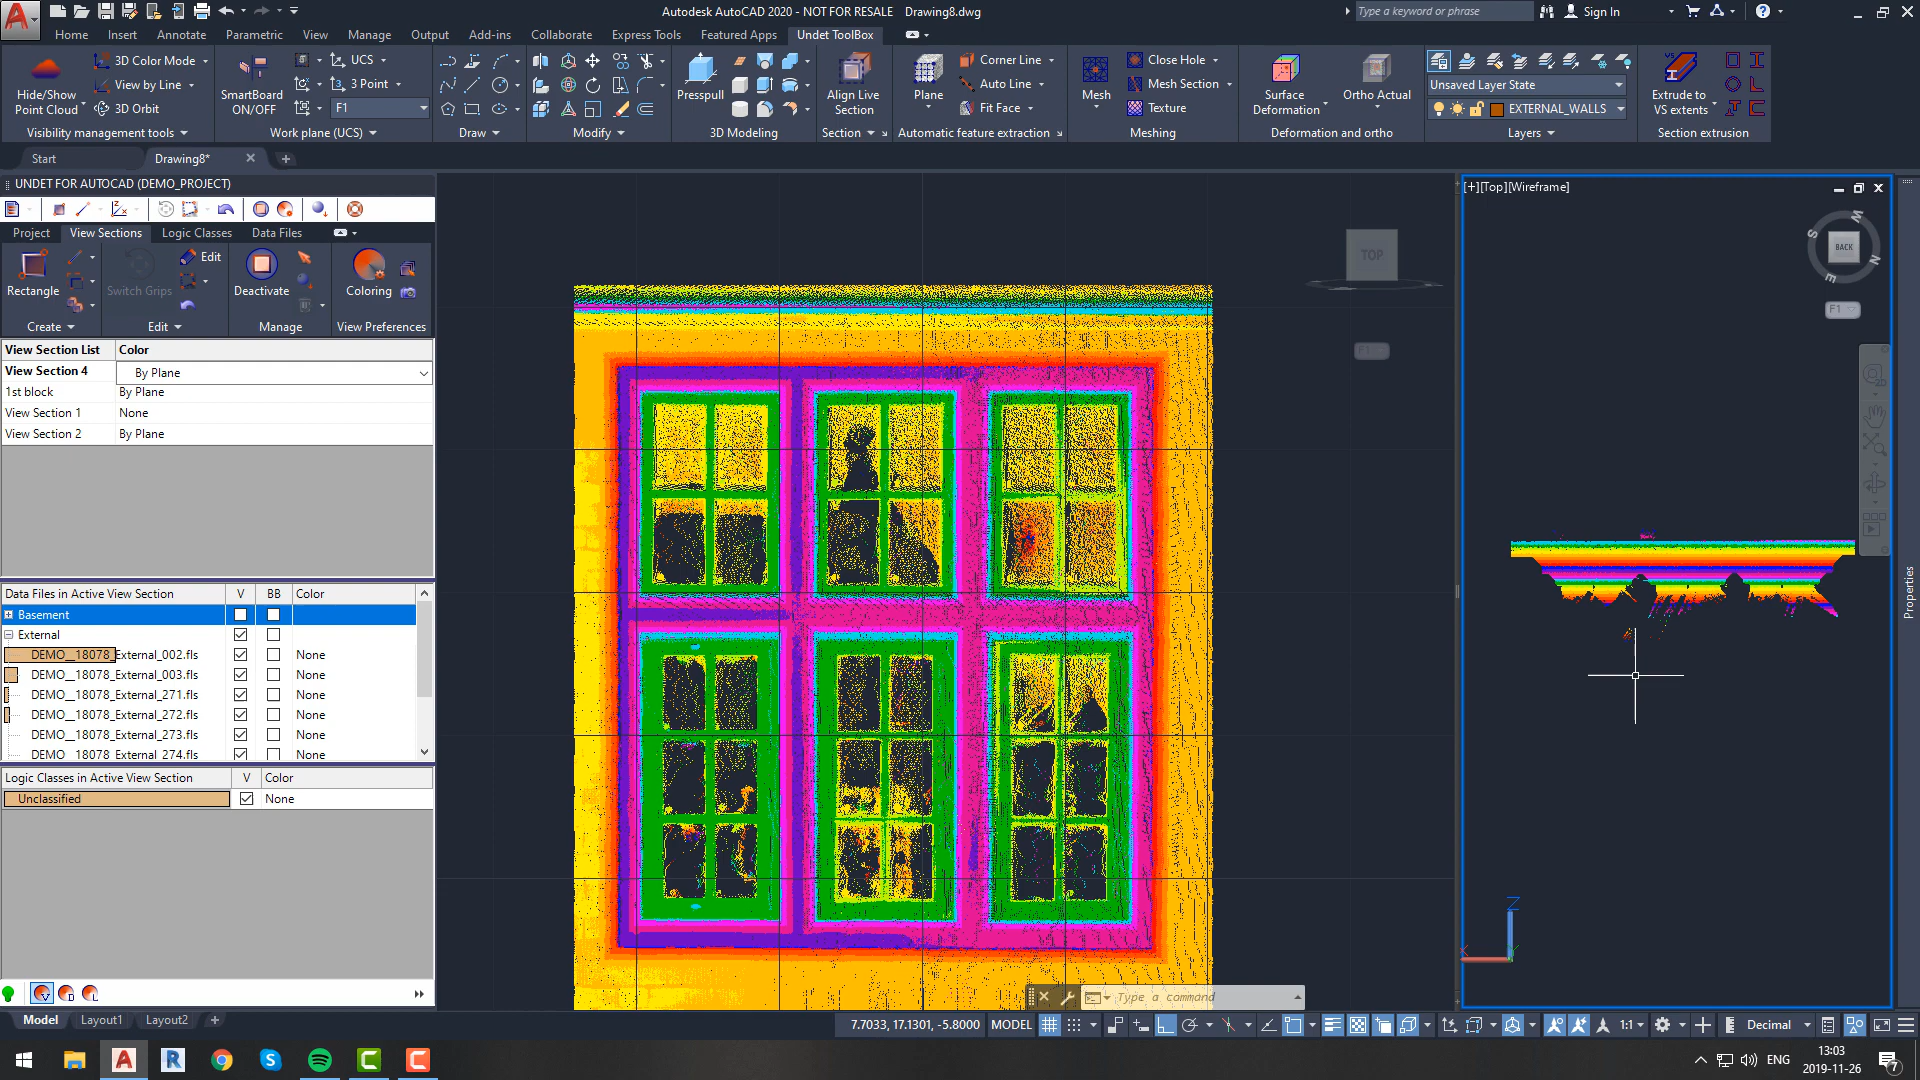 Autodesk AutoCAD 2020 - NOT FOR RESALE   Drawing8.dwg
Type a keyword or phrase
Sign In
Home Insert Annotate Parametric View Manage Output Add-ins Collaborate Express Tools Featured Apps Undet ToolBox
Hide/Show Point Cloud
3D Color Mode
View by Line
3D Orbit
Visibility management tools
SmartBoard ON/OFF
UCS
3 Point
F1
Work plane (UCS)
Draw
Modify
Presspull
3D Modeling
Align Live Section
Section
Plane
Corner Line
Auto Line
Fit Face
Automatic feature extraction
Mesh
Close Hole
Mesh Section
Texture
Meshing
Surface Deformation
Ortho Actual
Deformation and ortho
Unsaved Layer State
EXTERNAL_WALLS
Layers
Extrude to VS extents
Section extrusion
Start
Drawing8*
UNDET FOR AUTOCAD (DEMO_PROJECT)
Project View Sections Logic Classes Data Files
Rectangle
Switch Grips
Edit
Deactivate
Coloring
Create
Edit
Manage
View Preferences
View Section List Color
View Section 4 By Plane
1st block By Plane
View Section 1 None
View Section 2 By Plane
Data Files in Active View Section V BB Color
Basement
External
DEMO__18078_External_002.fls None
DEMO__18078_External_003.fls None
DEMO__18078_External_271.fls None
DEMO__18078_External_272.fls None
DEMO__18078_External_273.fls None
DEMO__18078_External_274.fls None
Logic Classes in Active View Section V Color
Unclassified None
TOP
[+][Top][Wireframe]
W
S
BACK
N
E
F1
Properties
Z
X
Y
Type a command
Model Layout1 Layout2
7.7033, 17.1301, -5.8000 MODEL
1:1
Decimal
ENG
13:03
2019-11-26
7